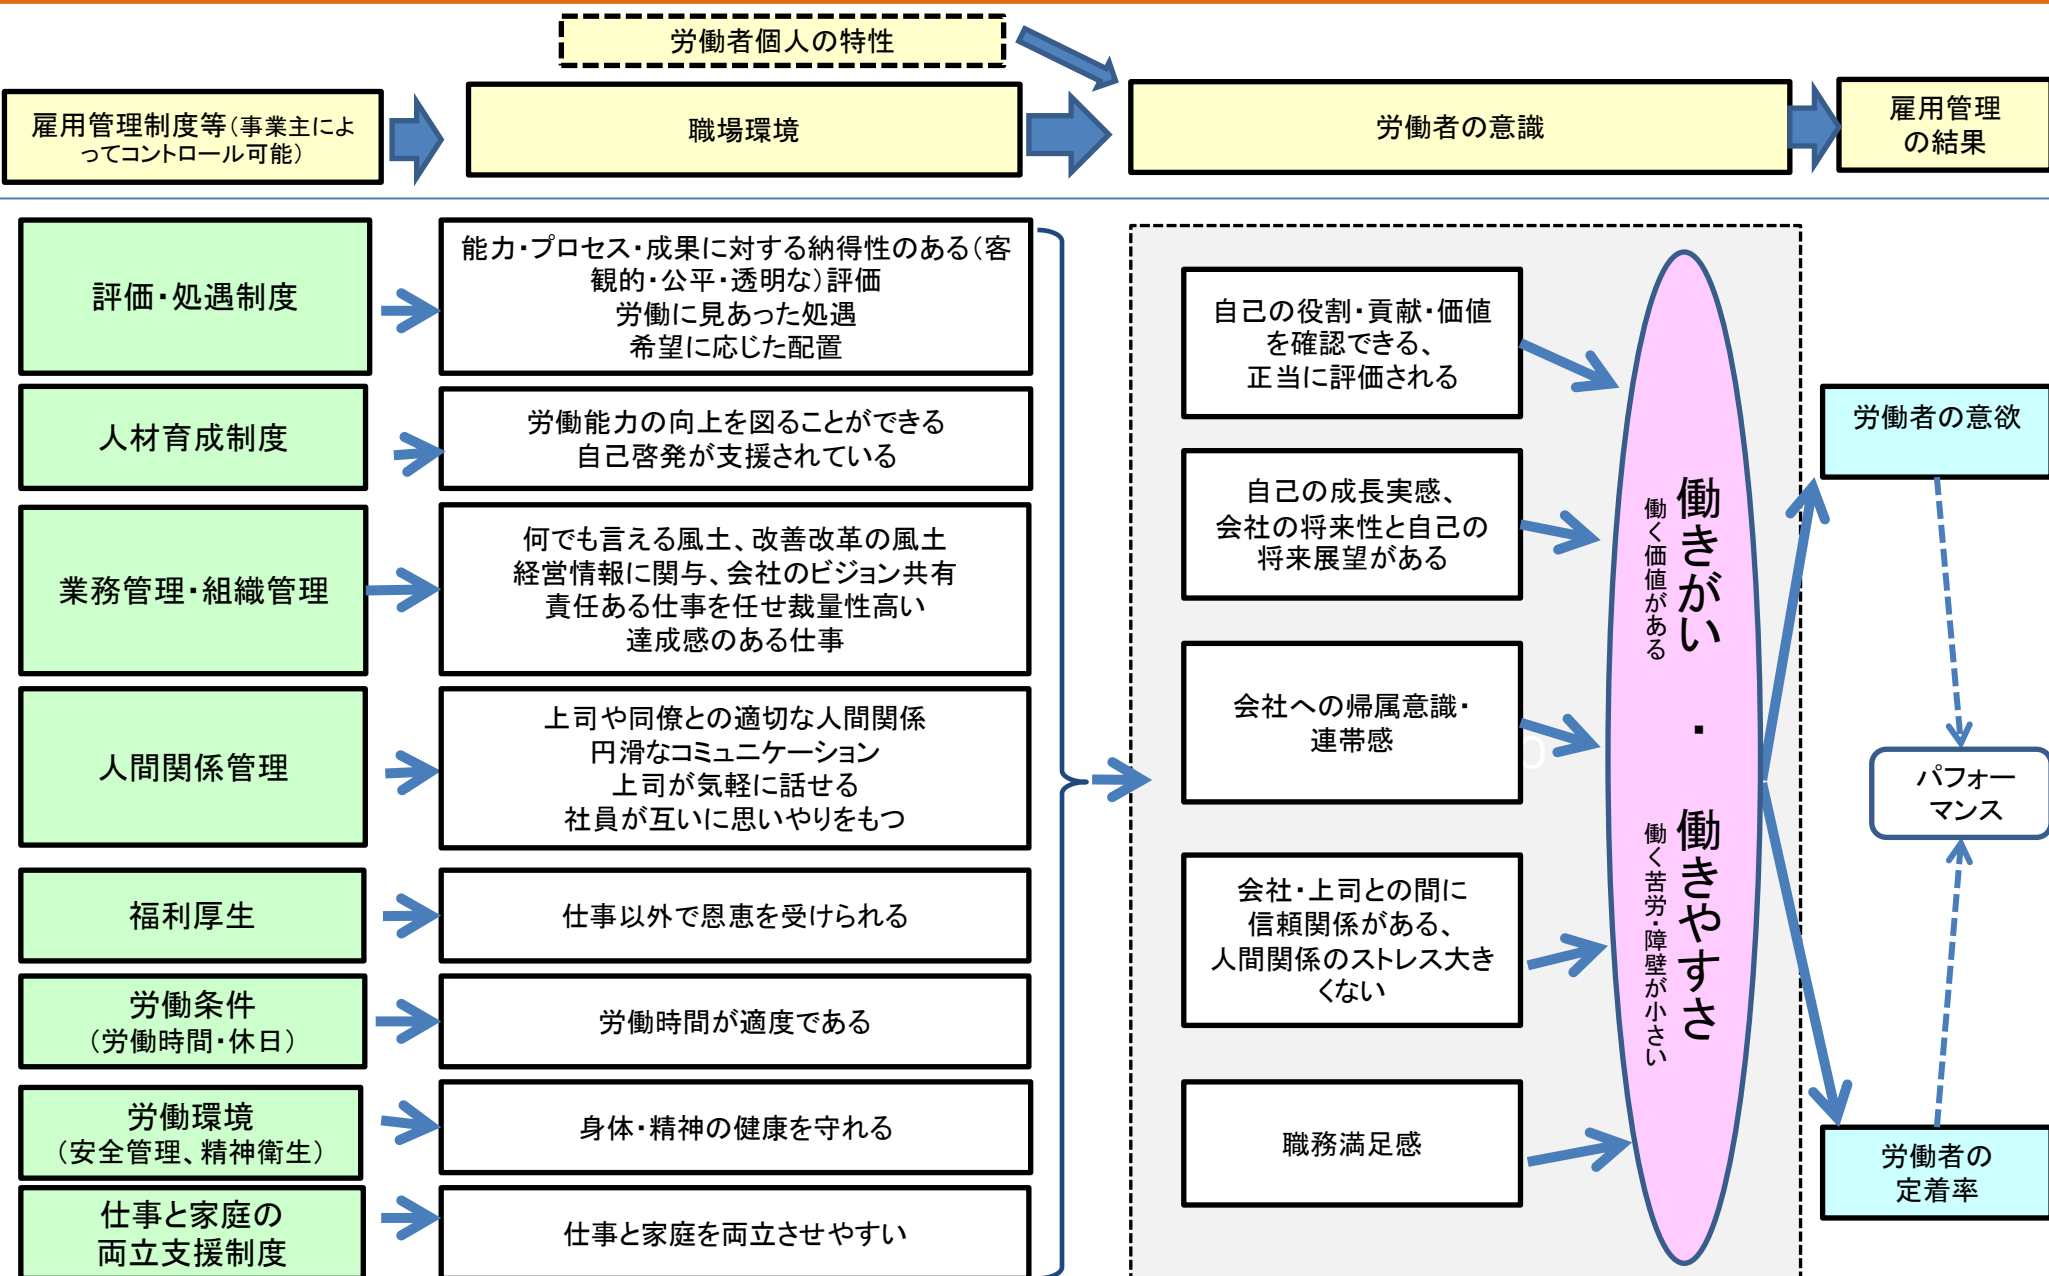 労働者個人の特性
雇用管理制度等(事業主によ
ってコントロール可能)
職場環境
労働者の意識
雇用管理
の結果
評価・処遇制度
能力・プロセス・成果に対する納得性のある(客
観的・公平・透明な)評価
労働に見あった処遇
希望に応じた配置
人材育成制度
労働能力の向上を図ることができる
自己啓発が支援されている
業務管理・組織管理
何でも言える風土、改善改革の風土
経営情報に関与、会社のビジョン共有
責任ある仕事を任せ裁量性高い
達成感のある仕事
人間関係管理
上司や同僚との適切な人間関係
円滑なコミュニケーション
上司が気軽に話せる
社員が互いに思いやりをもつ
福利厚生
仕事以外で恩恵を受けられる
労働条件
(労働時間・休日)
労働時間が適度である
労働環境
(安全管理、精神衛生)
身体・精神の健康を守れる
仕事と家庭の
両立支援制度
仕事と家庭を両立させやすい
自己の役割・貢献・価値
を確認できる、
正当に評価される
自己の成長実感、
会社の将来性と自己の
将来展望がある
会社への帰属意識・
連帯感
会社・上司との間に
信頼関係がある、
人間関係のストレス大き
くない
職務満足感
働きがい ・ 働きやすさ
働く価値がある
働く苦労・障壁が小さい
労働者の意欲
パフォー
マンス
労働者の
定着率